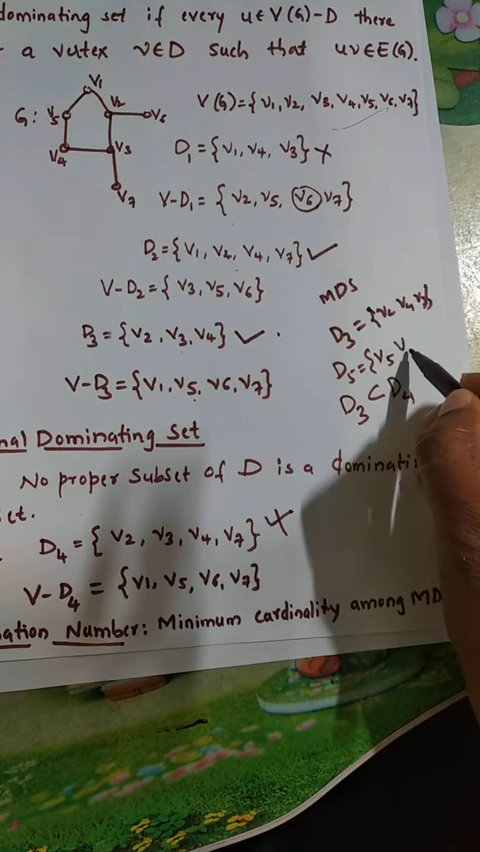 dominating set if every u∈V(G)-D there
a vertex v∈D such that uv∈E(G).
G: V1 V2 V3 V4 V5 V6 V7
V(G)={V1,V2, V3,V4,V5,V6,V7}
D1={V1,V4, V3} ×
V-D1= {V2,V5, V6 V7}
D2={V1,V2,V4,V7} ✓
V-D2={V3,V5,V6}
D3={V2,V3,V4} ✓.
V-D3={V1,V5,V6,V7}
MDS
D3={V2 V4
D5={V5 V
D3 ⊂ D4
nal Dominating Set
No proper subset of D is a dominati
D4={V2,V3,V4,V7} ×
V-D4={V1,V5,V6,V7}
ation Number: Minimum cardinality among MD